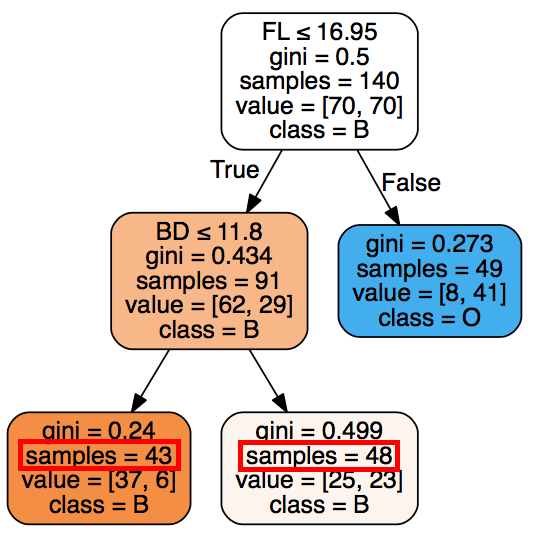 FL ≤ 16.95
gini = 0.5
samples = 140
value = [70, 70]
class = B
True
False
BD ≤ 11.8
gini = 0.434
samples = 91
value = [62, 29]
class = B
gini = 0.273
samples = 49
value = [8, 41]
class = O
gini = 0.24
samples = 43
value = [37, 6]
class = B
gini = 0.499
samples = 48
value = [25, 23]
class = B